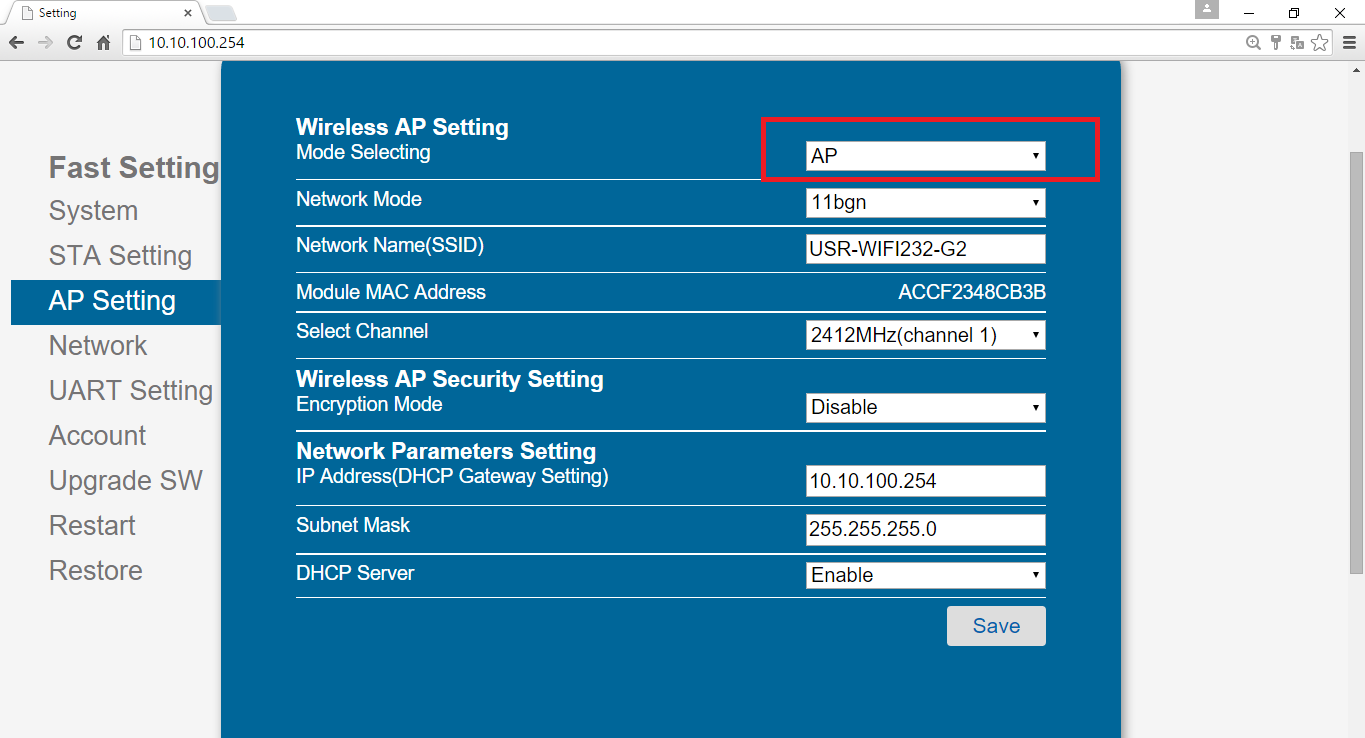 Setting
10.10.100.254
Fast Setting
System
STA Setting
AP Setting
Network
UART Setting
Account
Upgrade SW
Restart
Restore
Wireless AP Setting
Mode Selecting AP
Network Mode 11bgn
Network Name(SSID) USR-WIFI232-G2
Module MAC Address ACCF2348CB3B
Select Channel 2412MHz(channel 1)
Wireless AP Security Setting
Encryption Mode Disable
Network Parameters Setting
IP Address(DHCP Gateway Setting) 10.10.100.254
Subnet Mask 255.255.255.0
DHCP Server Enable
Save